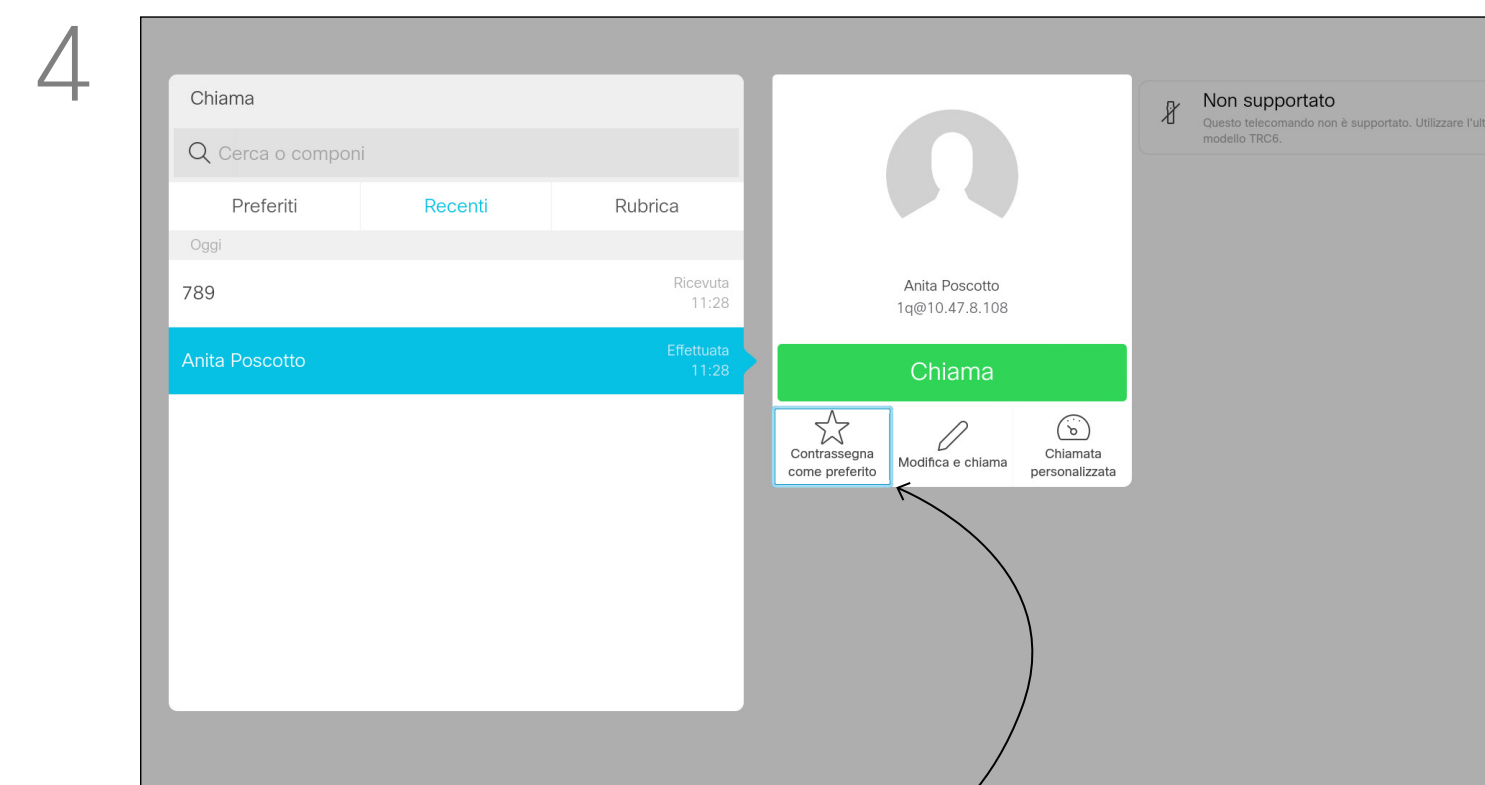 4
Chiama
Cerca o componi
Preferiti Recenti Rubrica
Oggi
789 Ricevuta
11:28
Anita Poscotto Effettuata
11:28
Anita Poscotto
1q@10.47.8.108
Chiama
Contrassegna
come preferito
Modifica e chiama
Chiamata
personalizzata
Non supportato
Questo telecomando non è supportato. Utilizzare l'ult
modello TRC6.